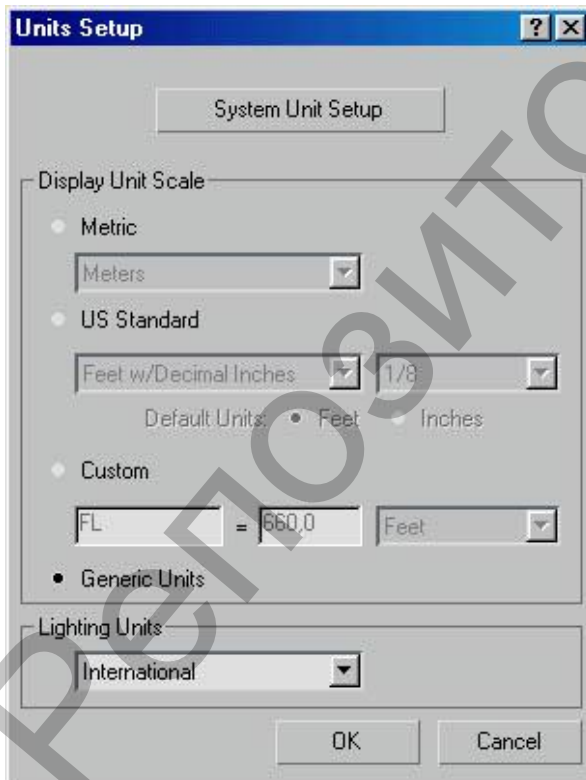 Units Setup
System Unit Setup
Display Unit Scale
Metric
Meters
US Standard
Feet w/Decimal Inches 1/8
Default Units: Feet Inches
Custom
FL = 660,0 Feet
Generic Units
Lighting Units
International
OK Cancel
РЕПОЗИТО